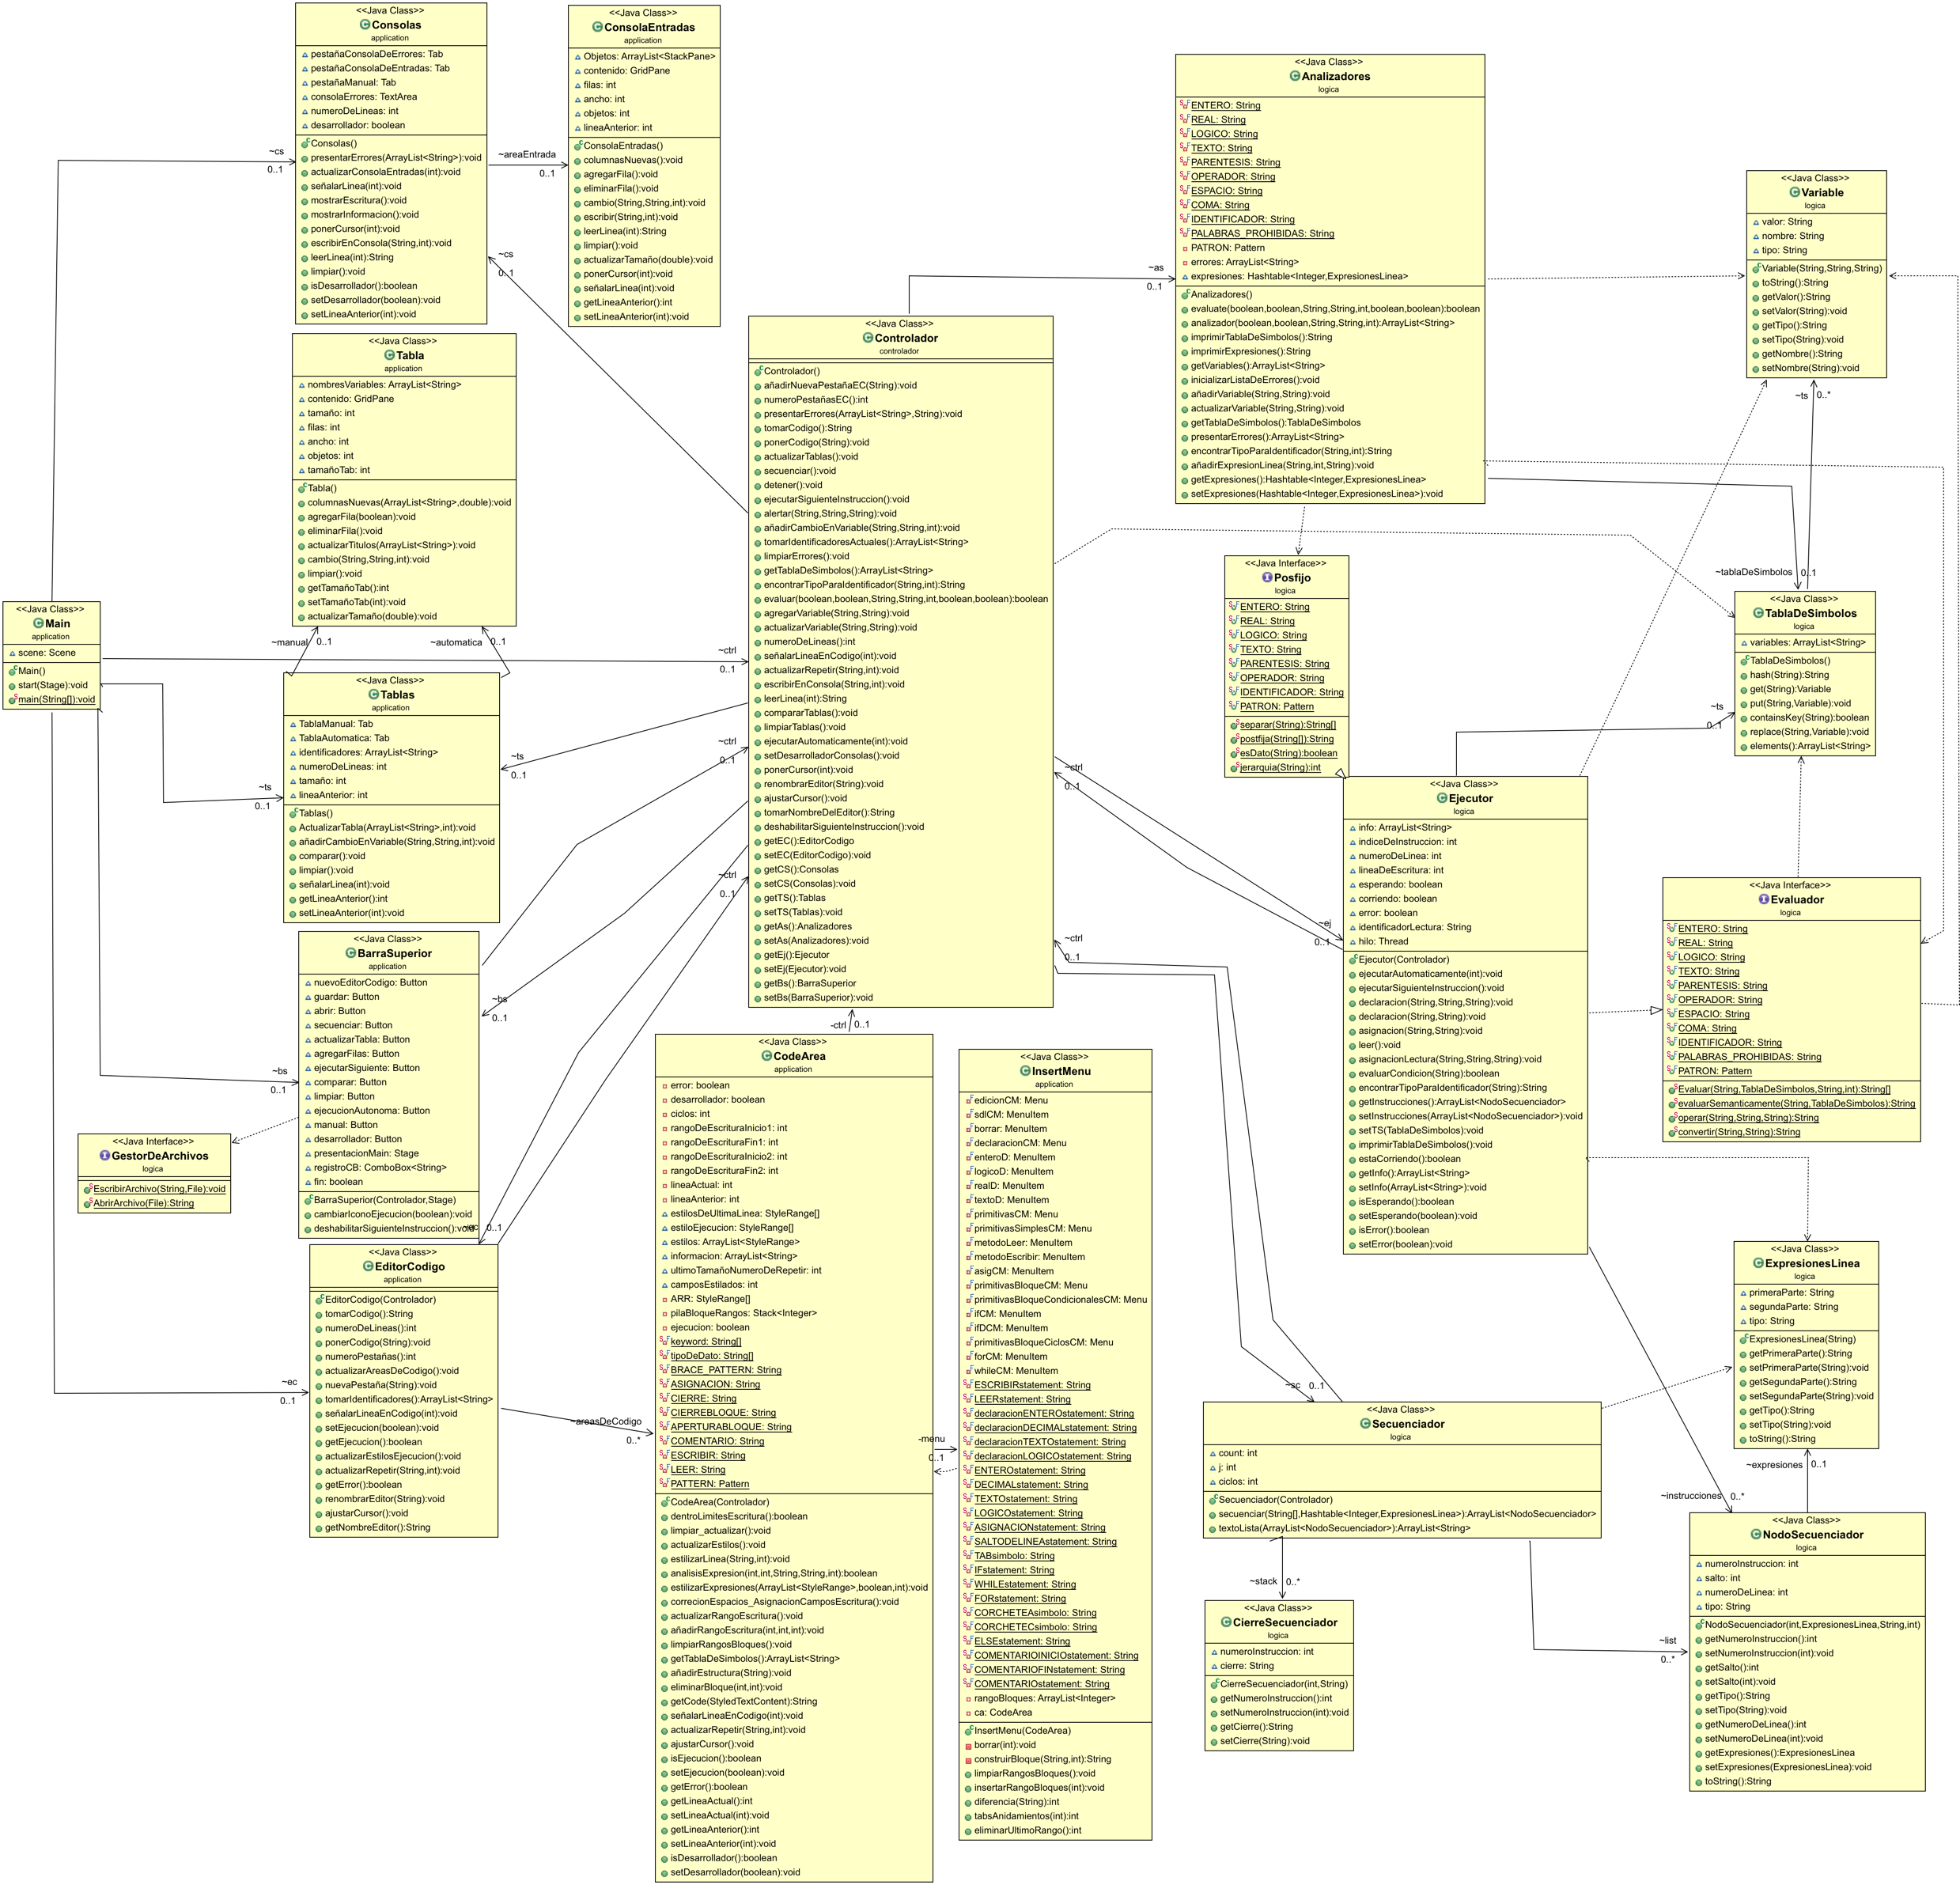 <<Java Class>>
Consolas
application
pestañaConsolaDeErrores: Tab
pestañaConsolaDeEntradas: Tab
pestañaManual: Tab
consolaErrores: TextArea
numeroDeLineas: int
desarrollador: boolean
Consolas()
presentarErrores(ArrayList<String>):void
actualizarConsolaEntradas(int):void
señalarLinea(int):void
mostrarEscritura():void
mostrarInformacion():void
ponerCursor(int):void
escribirEnConsola(String,int):void
leerLinea(int):String
limpiar():void
isDesarrollador():boolean
setDesarrollador(boolean):void
setLineaAnterior(int):void
~areaEntrada
0..1
<<Java Class>>
ConsolaEntradas
application
Objetos: ArrayList<StackPane>
contenido: GridPane
filas: int
ancho: int
objetos: int
lineaAnterior: int
ConsolaEntradas()
columnasNuevas():void
agregarFila():void
eliminarFila():void
cambio(String,String,int):void
escribir(String,int):void
leerLinea(int):String
limpiar():void
actualizarTamaño(double):void
ponerCursor(int):void
señalarLinea(int):void
getLineaAnterior():int
setLineaAnterior(int):void
~cs
0..1
~cs
0..1
<<Java Class>>
Tabla
application
nombresVariables: ArrayList<String>
contenido: GridPane
tamaño: int
filas: int
ancho: int
objetos: int
tamañoTab: int
Tabla()
columnasNuevas(ArrayList<String>,double):void
agregarFila(boolean):void
eliminarFila():void
actualizarTitulos(ArrayList<String>):void
cambio(String,String,int):void
limpiar():void
getTamañoTab():int
setTamañoTab(int):void
actualizarTamaño(double):void
~manual
0..1
~automatica
0..1
<<Java Class>>
Main
application
scene: Scene
Main()
start(Stage):void
main(String[]):void
~ctrl
0..1
<<Java Class>>
Tablas
application
TablaManual: Tab
TablaAutomatica: Tab
identificadores: ArrayList<String>
numeroDeLineas: int
tamaño: int
lineaAnterior: int
Tablas()
ActualizarTabla(ArrayList<String>,int):void
añadirCambioEnVariable(String,String,int):void
comparar():void
limpiar():void
señalarLinea(int):void
getLineaAnterior():int
setLineaAnterior(int):void
~ts
0..1
~ts
0..1
<<Java Class>>
BarraSuperior
application
nuevoEditorCodigo: Button
guardar: Button
abrir: Button
secuenciar: Button
actualizarTabla: Button
agregarFilas: Button
ejecutarSiguiente: Button
comparar: Button
limpiar: Button
ejecucionAutonoma: Button
manual: Button
desarrollador: Button
presentacionMain: Stage
registroCB: ComboBox<String>
fin: boolean
BarraSuperior(Controlador,Stage)
cambiarIconoEjecucion(boolean):void
deshabilitarSiguienteInstruccion():void
~bs
0..1
~bs
0..1
~ctrl
0..1
~ctrl
0..1
<<Java Interface>>
GestorDeArchivos
logica
EscribirArchivo(String,File):void
AbrirArchivo(File):String
~ec
0..1
0..1
<<Java Class>>
EditorCodigo
application
EditorCodigo(Controlador)
tomarCodigo():String
numeroDeLineas():int
ponerCodigo(String):void
numeroPestañas():int
actualizarAreasDeCodigo():void
nuevaPestaña(String):void
tomarIdentificadores():ArrayList<String>
señalarLineaEnCodigo(int):void
setEjecucion(boolean):void
getEjecucion():boolean
actualizarEstilosEjecucion():void
actualizarRepetir(String,int):void
getError():boolean
renombrarEditor(String):void
ajustarCursor():void
getNombreEditor():String
~areasDeCodigo
0..*
<<Java Class>>
Controlador
controlador
Controlador()
añadirNuevaPestañaEC(String):void
numeroPestañasEC():int
presentarErrores(ArrayList<String>,String):void
tomarCodigo():String
ponerCodigo(String):void
actualizarTablas():void
secuenciar():void
detener():void
ejecutarSiguienteInstruccion():void
alertar(String,String,String):void
añadirCambioEnVariable(String,String,int):void
tomarIdentificadoresActuales():ArrayList<String>
limpiarErrores():void
getTablaDeSimbolos():ArrayList<String>
encontrarTipoParaIdentificador(String,int):String
evaluar(boolean,boolean,String,String,int,boolean,boolean):boolean
agregarVariable(String,String):void
actualizarVariable(String,String):void
numeroDeLineas():int
señalarLineaEnCodigo(int):void
actualizarRepetir(String,int):void
escribirEnConsola(String,int):void
leerLinea(int):String
compararTablas():void
limpiarTablas():void
ejecutarAutomaticamente(int):void
setDesarrolladorConsolas():void
ponerCursor(int):void
renombrarEditor(String):void
ajustarCursor():void
tomarNombreDelEditor():String
deshabilitarSiguienteInstruccion():void
getEC():EditorCodigo
setEC(EditorCodigo):void
getCS():Consolas
setCS(Consolas):void
getTS():Tablas
setTS(Tablas):void
getAs():Analizadores
setAs(Analizadores):void
getEj():Ejecutor
setEj(Ejecutor):void
getBs():BarraSuperior
setBs(BarraSuperior):void
-ctrl
0..1
<<Java Class>>
CodeArea
application
error: boolean
desarrollador: boolean
ciclos: int
rangoDeEscrituraInicio1: int
rangoDeEscrituraFin1: int
rangoDeEscrituraInicio2: int
rangoDeEscrituraFin2: int
lineaActual: int
lineaAnterior: int
estilosDeUltimaLinea: StyleRange[]
estiloEjecucion: StyleRange[]
estilos: ArrayList<StyleRange>
informacion: ArrayList<String>
ultimoTamañoNumeroDeRepetir: int
camposEstilados: int
ARR: StyleRange[]
pilaBloqueRangos: Stack<Integer>
ejecucion: boolean
keyword: String[]
tipoDeDato: String[]
BRACE_PATTERN: String
ASIGNACION: String
CIERRE: String
CIERREBLOQUE: String
APERTURABLOQUE: String
COMENTARIO: String
ESCRIBIR: String
LEER: String
PATTERN: Pattern
CodeArea(Controlador)
dentroLimitesEscritura():boolean
limpiar_actualizar():void
actualizarEstilos():void
estilizarLinea(String,int):void
analisisExpresion(int,int,String,String,int):boolean
estilizarExpresiones(ArrayList<StyleRange>,boolean,int):void
correcionEspacios_AsignacionCamposEscritura():void
actualizarRangoEscritura():void
añadirRangoEscritura(int,int,int):void
limpiarRangosBloques():void
getTablaDeSimbolos():ArrayList<String>
añadirEstructura(String):void
eliminarBloque(int,int):void
getCode(StyledTextContent):String
señalarLineaEnCodigo(int):void
actualizarRepetir(String,int):void
ajustarCursor():void
isEjecucion():boolean
setEjecucion(boolean):void
getError():boolean
getLineaActual():int
setLineaActual(int):void
getLineaAnterior():int
setLineaAnterior(int):void
isDesarrollador():boolean
setDesarrollador(boolean):void
-menu
0..1
<<Java Class>>
InsertMenu
application
edicionCM: Menu
sdlCM: MenuItem
borrar: MenuItem
declaracionCM: Menu
enteroD: MenuItem
logicoD: MenuItem
realD: MenuItem
textoD: MenuItem
primitivasCM: Menu
primitivasSimplesCM: Menu
metodoLeer: MenuItem
metodoEscribir: MenuItem
asigCM: MenuItem
primitivasBloqueCM: Menu
primitivasBloqueCondicionalesCM: Menu
ifCM: MenuItem
ifDCM: MenuItem
primitivasBloqueCiclosCM: Menu
forCM: MenuItem
whileCM: MenuItem
ESCRIBIRstatement: String
LEERstatement: String
declaracionENTEROstatement: String
declaracionDECIMALstatement: String
declaracionTEXTOstatement: String
declaracionLOGICOstatement: String
ENTEROstatement: String
DECIMALstatement: String
TEXTOstatement: String
LOGICOstatement: String
ASIGNACIONstatement: String
SALTODELINEAstatement: String
TABsimbolo: String
IFstatement: String
WHILEstatement: String
FORstatement: String
CORCHETEAsimbolo: String
CORCHETECsimbolo: String
ELSEstatement: String
COMENTARIOINICIOstatement: String
COMENTARIOFINstatement: String
COMENTARIOstatement: String
rangoBloques: ArrayList<Integer>
ca: CodeArea
InsertMenu(CodeArea)
borrar(int):void
construirBloque(String,int):String
limpiarRangosBloques():void
insertarRangoBloques(int):void
diferencia(String):int
tabsAnidamientos(int):int
eliminarUltimoRango():int
~as
0..1
<<Java Class>>
Analizadores
logica
ENTERO: String
REAL: String
LOGICO: String
TEXTO: String
PARENTESIS: String
OPERADOR: String
ESPACIO: String
COMA: String
IDENTIFICADOR: String
PALABRAS_PROHIBIDAS: String
PATRON: Pattern
errores: ArrayList<String>
expresiones: Hashtable<Integer,ExpresionesLinea>
Analizadores()
evaluate(boolean,boolean,String,String,int,boolean,boolean):boolean
analizador(boolean,boolean,String,String,int):ArrayList<String>
imprimirTablaDeSimbolos():String
imprimirExpresiones():String
getVariables():ArrayList<String>
inicializarListaDeErrores():void
añadirVariable(String,String):void
actualizarVariable(String,String):void
getTablaDeSimbolos():TablaDeSimbolos
presentarErrores():ArrayList<String>
encontrarTipoParaIdentificador(String,int):String
añadirExpresionLinea(String,int,String):void
getExpresiones():Hashtable<Integer,ExpresionesLinea>
setExpresiones(Hashtable<Integer,ExpresionesLinea>):void
<<Java Class>>
Variable
logica
valor: String
nombre: String
tipo: String
Variable(String,String,String)
toString():String
getValor():String
setValor(String):void
getTipo():String
setTipo(String):void
getNombre():String
setNombre(String):void
~ts
0..*
~tablaDeSimbolos
0..1
<<Java Interface>>
Posfijo
logica
ENTERO: String
REAL: String
LOGICO: String
TEXTO: String
PARENTESIS: String
OPERADOR: String
IDENTIFICADOR: String
PATRON: Pattern
separar(String):String[]
postfija(String[]):String
esDato(String):boolean
jerarquia(String):int
<<Java Class>>
TablaDeSimbolos
logica
variables: ArrayList<String>
TablaDeSimbolos()
hash(String):String
get(String):Variable
put(String,Variable):void
containsKey(String):boolean
replace(String,Variable):void
elements():ArrayList<String>
~ts
0..1
~ctrl
0..1
~ej
0..1
<<Java Class>>
Ejecutor
logica
info: ArrayList<String>
indiceDeInstruccion: int
numeroDeLinea: int
lineaDeEscritura: int
esperando: boolean
corriendo: boolean
error: boolean
identificadorLectura: String
hilo: Thread
Ejecutor(Controlador)
ejecutarAutomaticamente(int):void
ejecutarSiguienteInstruccion():void
declaracion(String,String,String):void
declaracion(String,String):void
asignacion(String,String):void
leer():void
asignacionLectura(String,String,String):void
evaluarCondicion(String):boolean
encontrarTipoParaIdentificador(String):String
getInstrucciones():ArrayList<NodoSecuenciador>
setInstrucciones(ArrayList<NodoSecuenciador>):void
setTS(TablaDeSimbolos):void
imprimirTablaDeSimbolos():void
estaCorriendo():boolean
getInfo():ArrayList<String>
setInfo(ArrayList<String>):void
isEsperando():boolean
setEsperando(boolean):void
isError():boolean
setError(boolean):void
<<Java Interface>>
Evaluador
logica
ENTERO: String
REAL: String
LOGICO: String
TEXTO: String
PARENTESIS: String
OPERADOR: String
ESPACIO: String
COMA: String
IDENTIFICADOR: String
PALABRAS_PROHIBIDAS: String
PATRON: Pattern
Evaluar(String,TablaDeSimbolos,String,int):String[]
evaluarSemanticamente(String,TablaDeSimbolos):String
operar(String,String,String):String
convertir(String,String):String
~ctrl
0..1
<<Java Class>>
ExpresionesLinea
logica
primeraParte: String
segundaParte: String
tipo: String
ExpresionesLinea(String)
getPrimeraParte():String
setPrimeraParte(String):void
getSegundaParte():String
setSegundaParte(String):void
getTipo():String
setTipo(String):void
toString():String
~sc
0..1
<<Java Class>>
Secuenciador
logica
count: int
j: int
ciclos: int
Secuenciador(Controlador)
secuenciar(String[],Hashtable<Integer,ExpresionesLinea>):ArrayList<NodoSecuenciador>
textoLista(ArrayList<NodoSecuenciador>):ArrayList<String>
~expresiones
0..1
~instrucciones
0..*
~stack
0..*
<<Java Class>>
CierreSecuenciador
logica
numeroInstruccion: int
cierre: String
CierreSecuenciador(int,String)
getNumeroInstruccion():int
setNumeroInstruccion(int):void
getCierre():String
setCierre(String):void
~list
0..*
<<Java Class>>
NodoSecuenciador
logica
numeroInstruccion: int
salto: int
numeroDeLinea: int
tipo: String
NodoSecuenciador(int,ExpresionesLinea,String,int)
getNumeroInstruccion():int
setNumeroInstruccion(int):void
getSalto():int
setSalto(int):void
getTipo():String
setTipo(String):void
getNumeroDeLinea():int
setNumeroDeLinea(int):void
getExpresiones():ExpresionesLinea
setExpresiones(ExpresionesLinea):void
toString():String